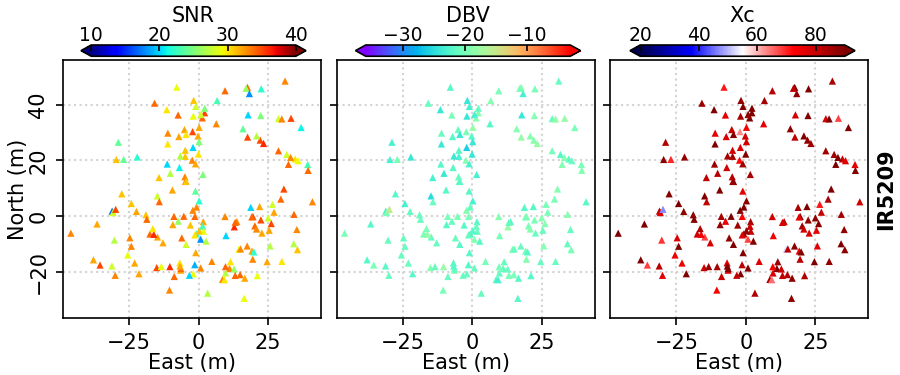 SNR DBV Xc
10 20 30 40 −30 −20 −10 20 40 60 80
North (m)
40
20
0
−20
IR5209
−25 0 25 −25 0 25 −25 0 25
East (m) East (m) East (m)